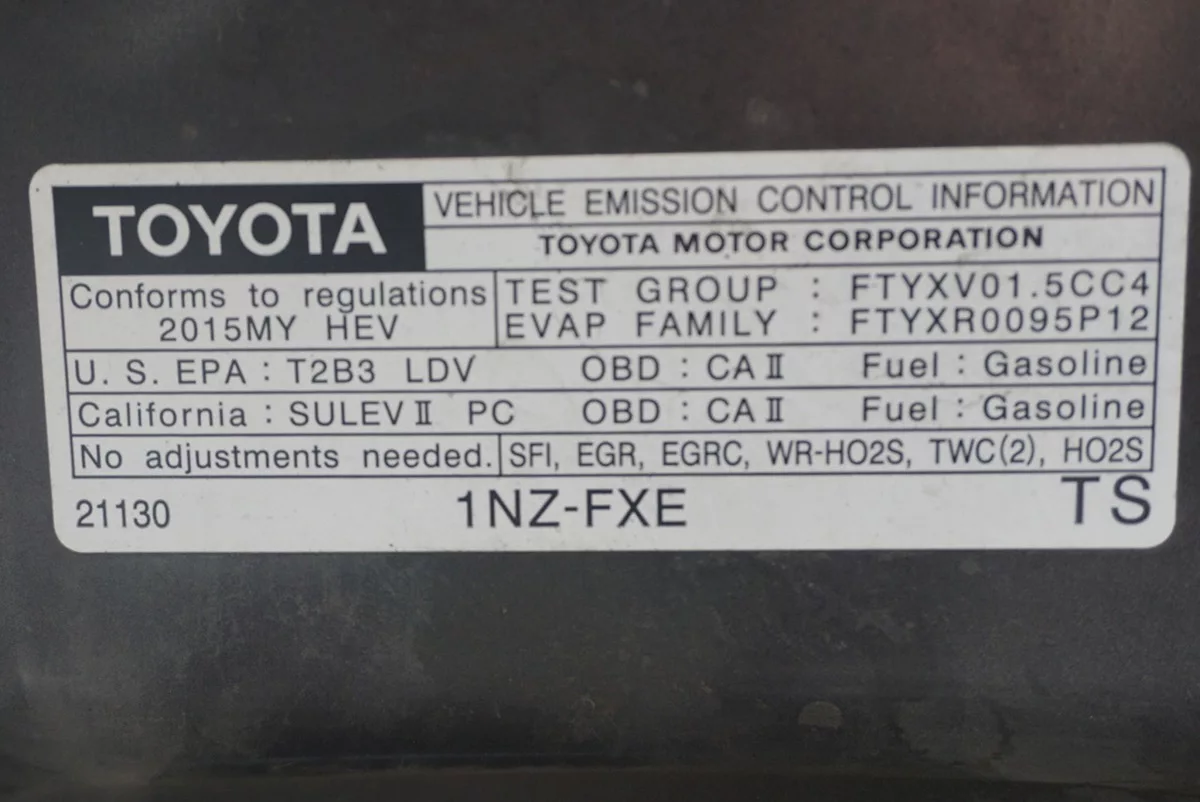 TOYOTA
VEHICLE EMISSION CONTROL INFORMATION
TOYOTA MOTOR CORPORATION
Conforms to regulations
2015MY HEV
TEST GROUP : FTYXV01.5CC4
EVAP FAMILY : FTYXR0095P12
U. S. EPA : T2B3 LDV OBD : CA II Fuel : Gasoline
California : SULEV II PC OBD : CA II Fuel : Gasoline
No adjustments needed. SFI, EGR, EGRC, WR-HO2S, TWC(2), HO2S
21130 1NZ-FXE TS